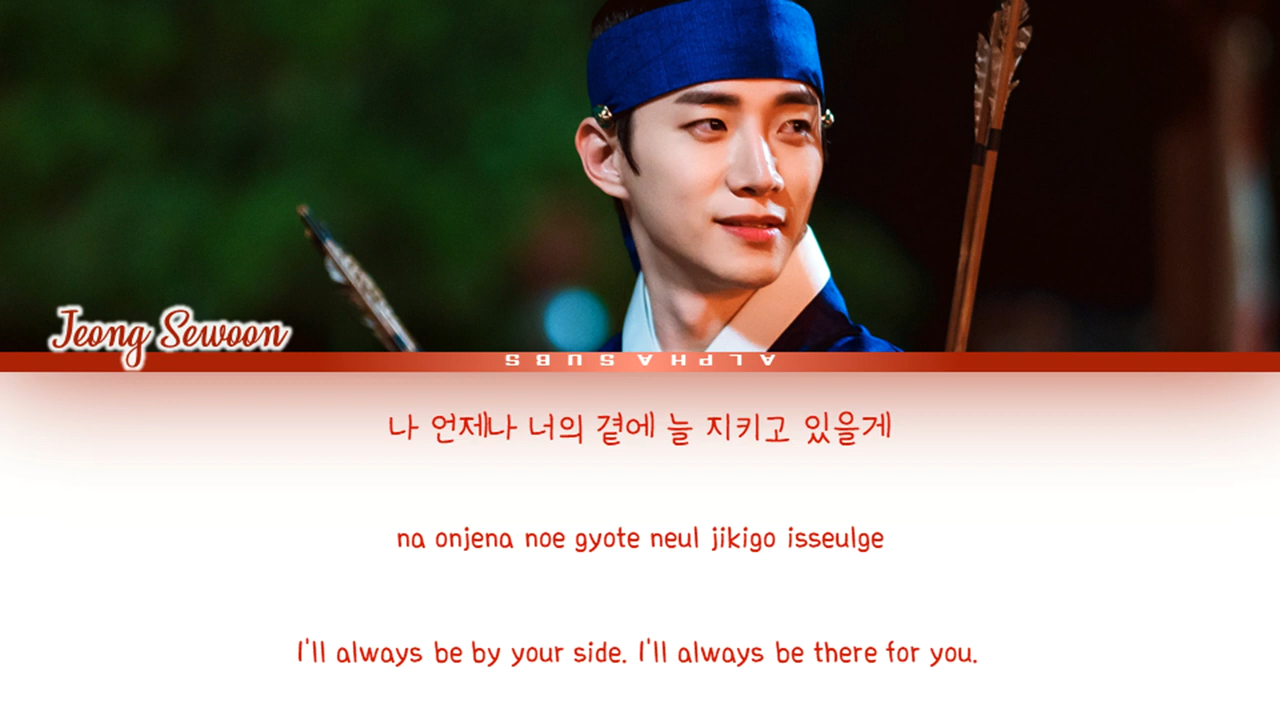 Jeong Sewoon
ALPHASUBS
나 언제나 너의 곁에 늘 지키고 있을게
na onjena noe gyote neul jikigo isseulge
I'll always be by your side. I'll always be there for you.